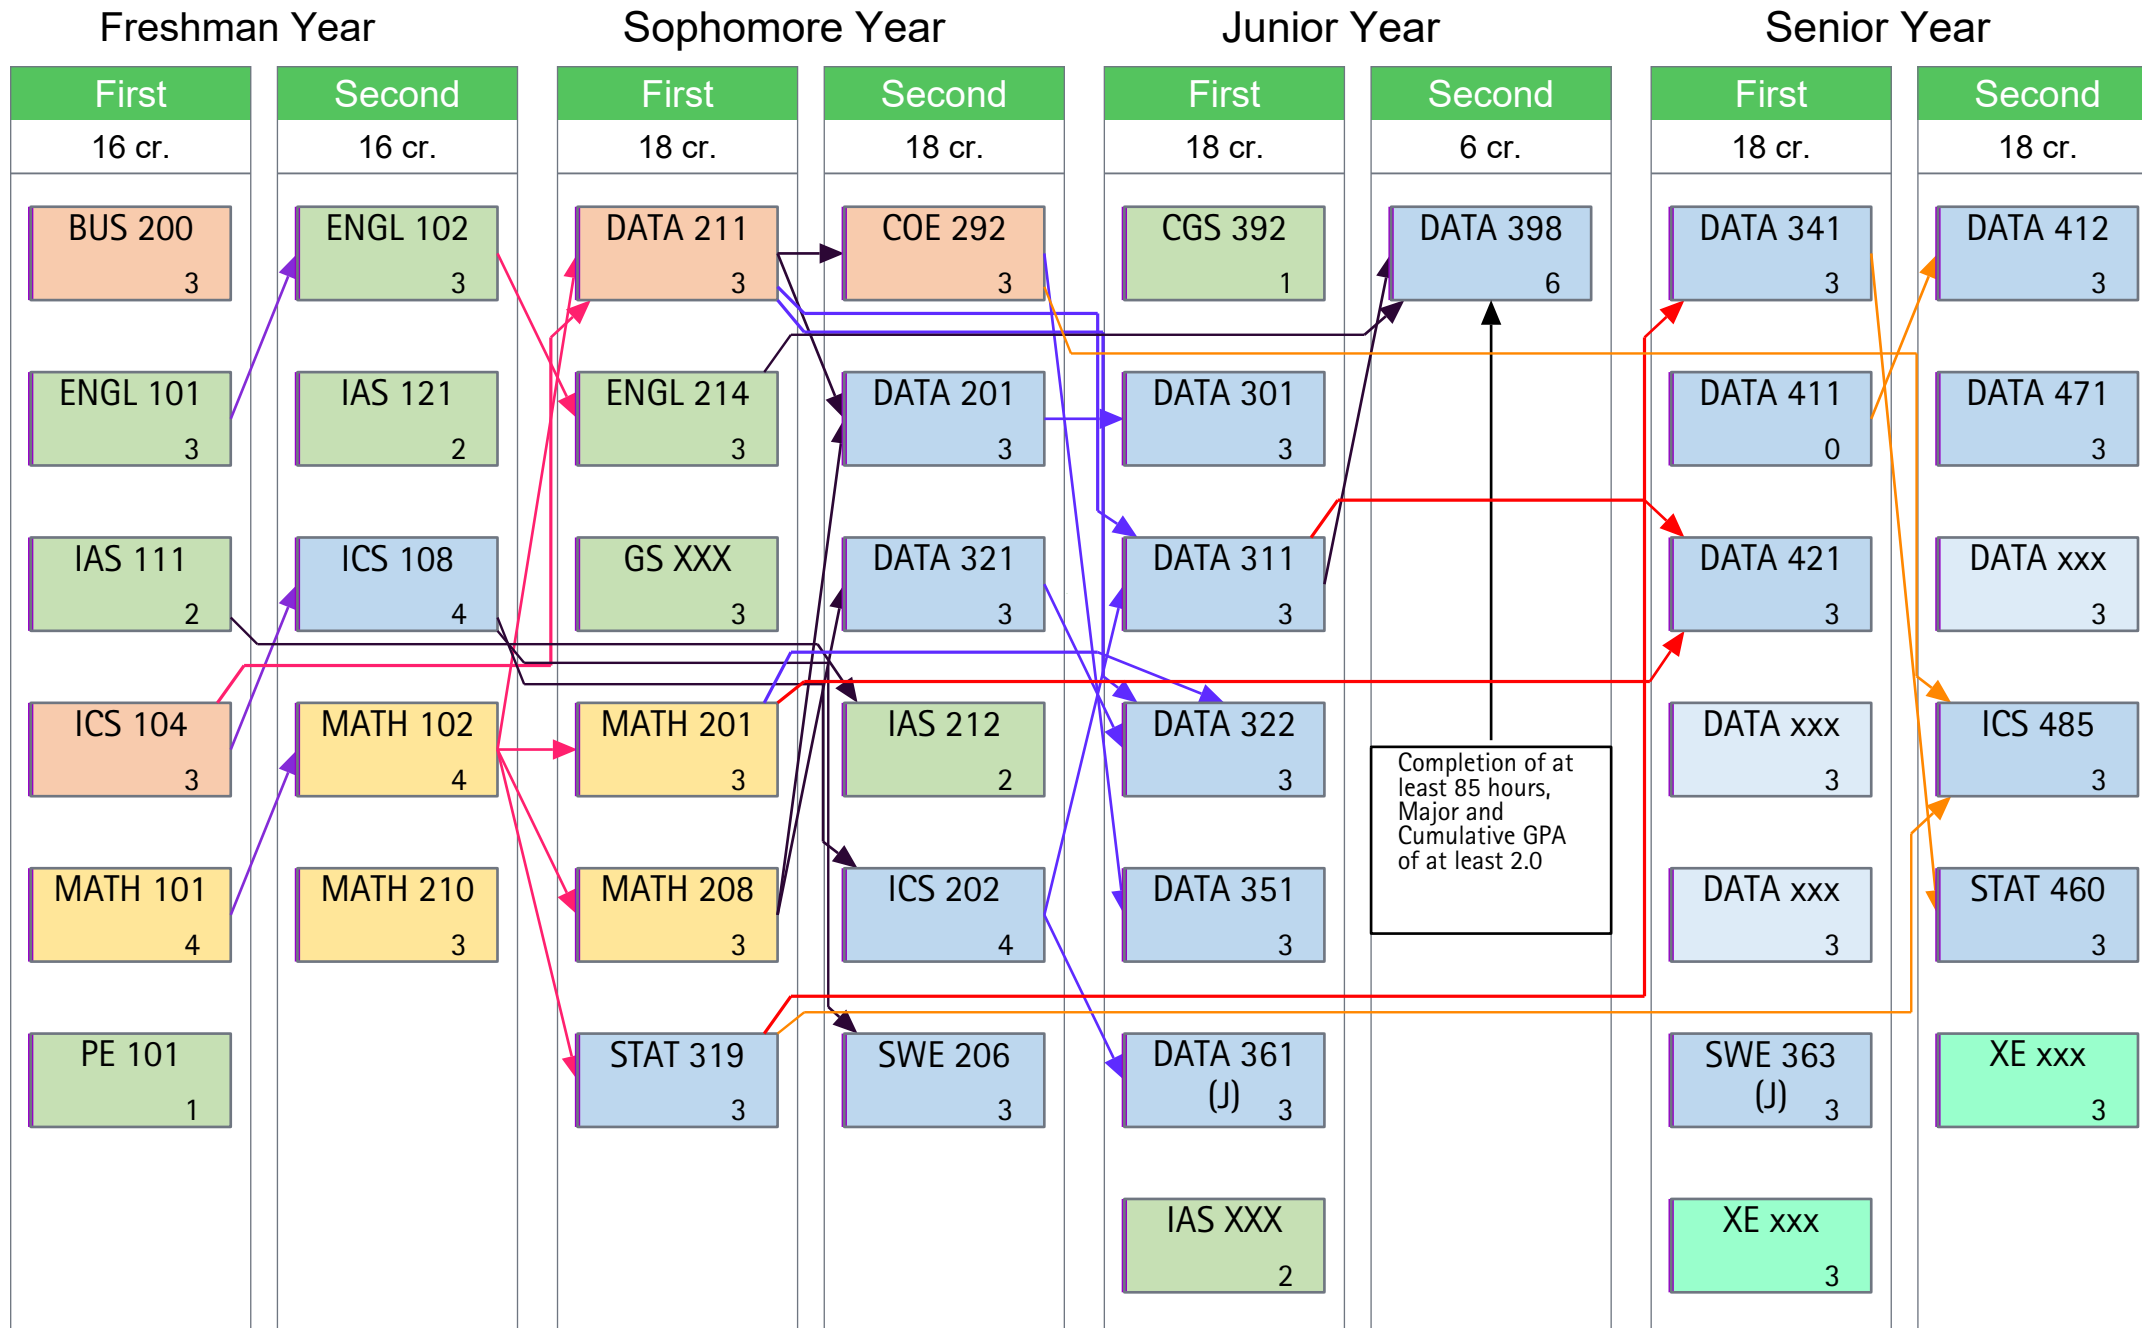 Freshman Year
Sophomore Year
Junior Year
Senior Year
First
16 cr.
BUS 200
3
ENGL 101
3
IAS 111
2
ICS 104
3
MATH 101
4
PE 101
1
Second
16 cr.
ENGL 102
3
IAS 121
2
ICS 108
4
MATH 102
4
MATH 210
3
First
18 cr.
DATA 211
3
ENGL 214
3
GS XXX
3
MATH 201
3
MATH 208
3
STAT 319
3
Second
18 cr.
COE 292
3
DATA 201
3
DATA 321
3
IAS 212
2
ICS 202
4
SWE 206
3
First
18 cr.
CGS 392
1
DATA 301
3
DATA 311
3
DATA 322
3
DATA 351
3
DATA 361
(J) 3
IAS XXX
2
Second
6 cr.
DATA 398
6
Completion of at
least 85 hours,
Major and
Cumulative GPA
of at least 2.0
First
18 cr.
DATA 341
3
DATA 411
0
DATA 421
3
DATA xxx
3
DATA xxx
3
SWE 363
(J) 3
XE xxx
3
Second
18 cr.
DATA 412
3
DATA 471
3
DATA xxx
3
ICS 485
3
STAT 460
3
XE xxx
3